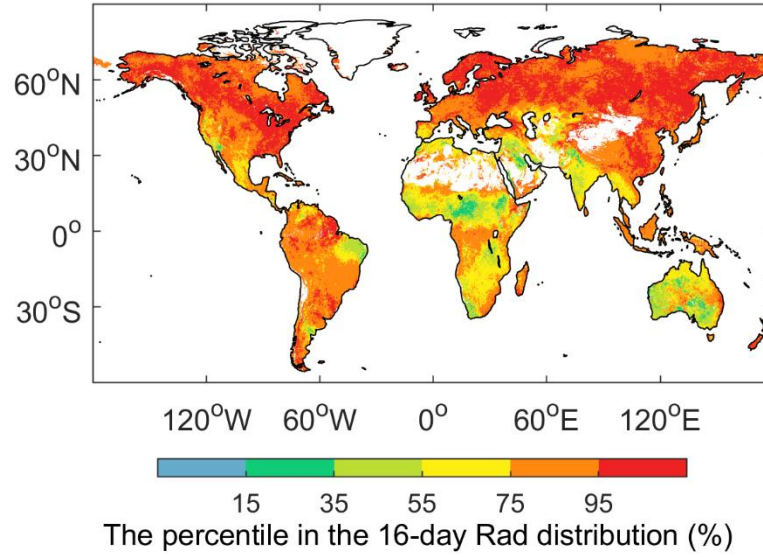 60°N
30°N
0°
30°S
120°W 60°W 0° 60°E 120°E
15 35 55 75 95
The percentile in the 16-day Rad distribution (%)